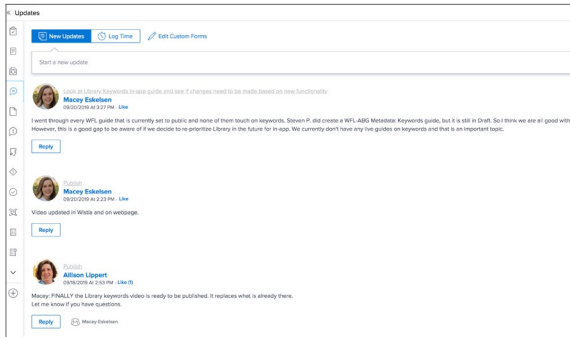 Updates
New Updates
Log Time
Edit Custom Forms
Start a new update
Look at Library Keywords in-app guide and see if changes need to be made based on new functionality
Macey Eskelsen
09/20/2019 At 3:27 PM - Like
I went through every WFL guide that is currently set to public and none of them touch on keywords. Steven P. did create a WFL-ABG Metadata: Keywords guide, but it is still in Draft. So I think we are all good with
However, this is a good gap to be aware of if we decide to re-prioritize Library in the future for in-app. We currently don't have any live guides on keywords and that is an important topic.
Reply
Publish
Macey Eskelsen
09/20/2019 At 2:23 PM - Like
Video updated in Wistia and on webpage.
Reply
Publish
Allison Lippert
09/18/2019 At 2:53 PM - Like (1)
Macey: FINALLY the Library keywords video is ready to be published. It replaces what is already there.
Let me know if you have questions.
Reply
Macey Eskelsen